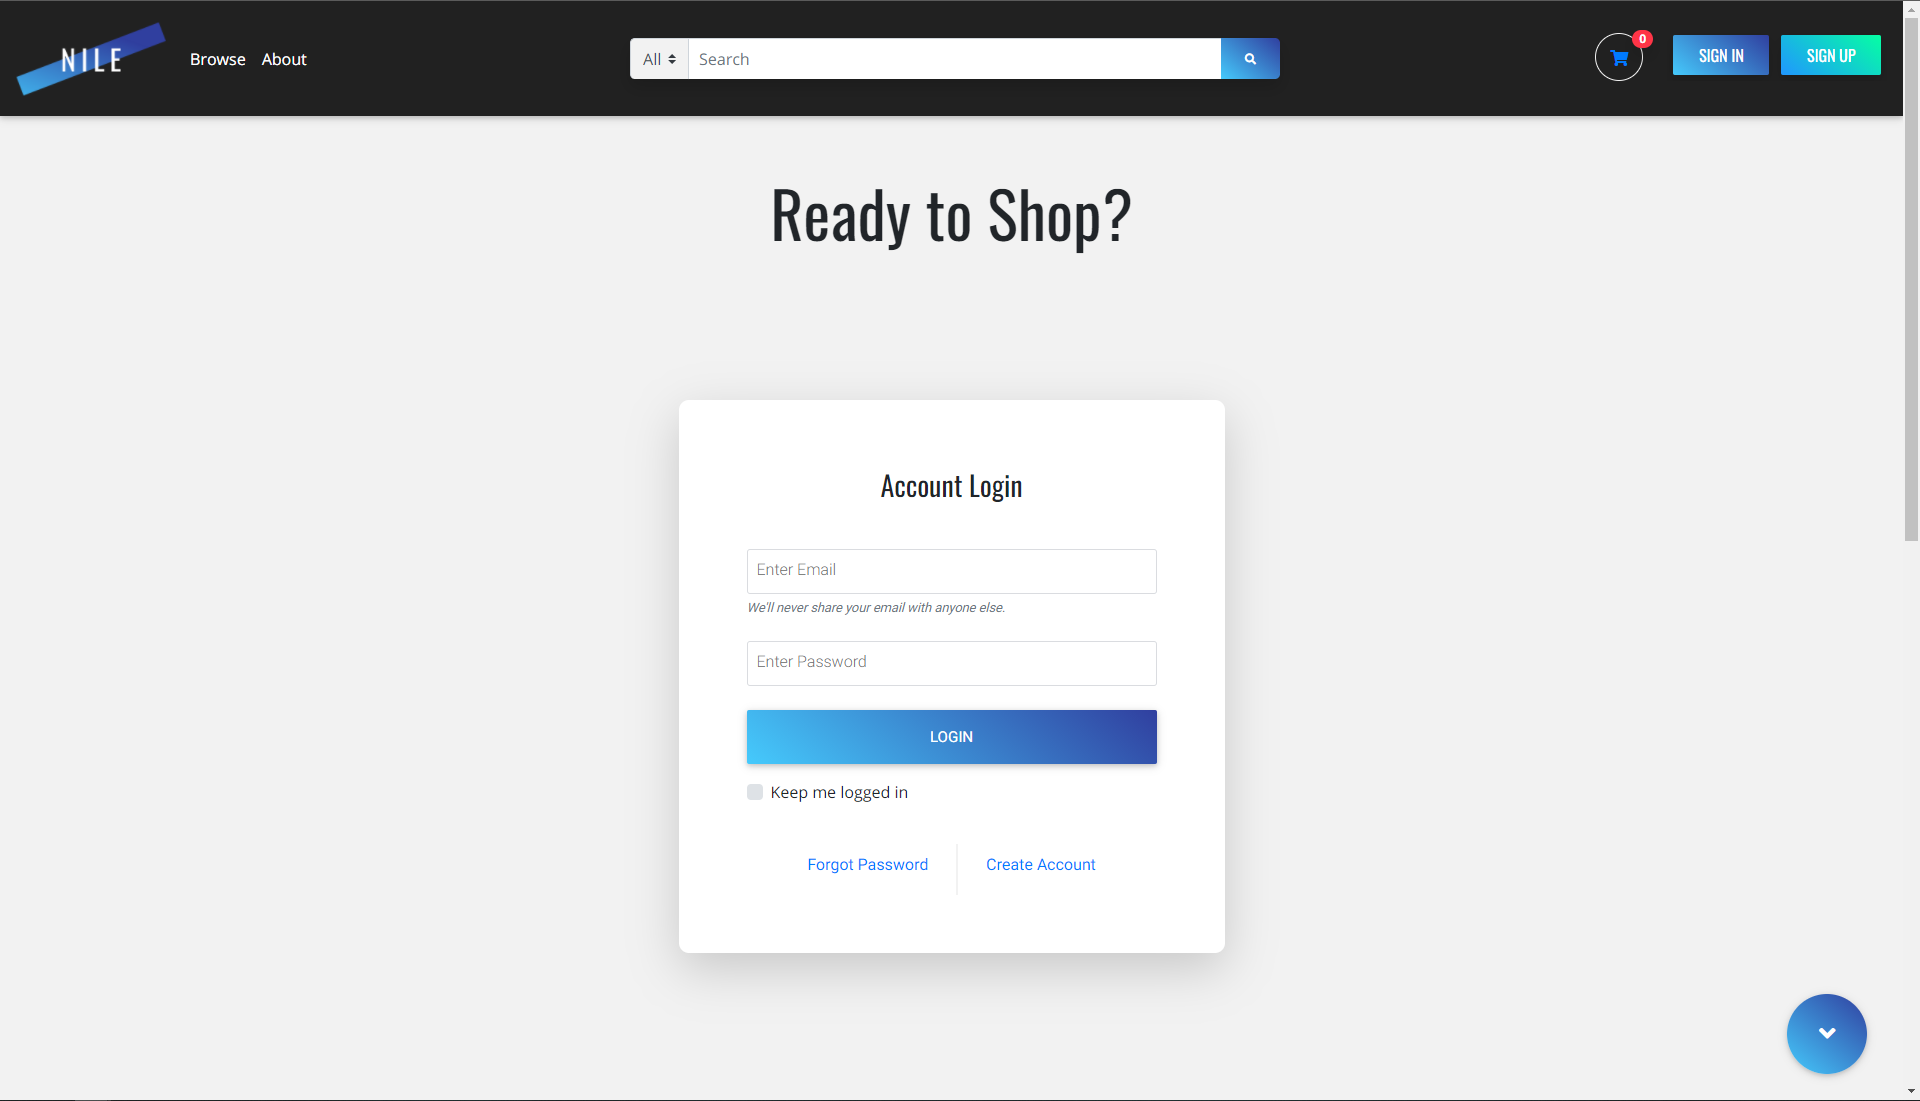 NILE
Browse
About
All
Search
0
SIGN IN
SIGN UP
Ready to Shop?
Account Login
Enter Email
We'll never share your email with anyone else.
Enter Password
LOGIN
Keep me logged in
Forgot Password
Create Account